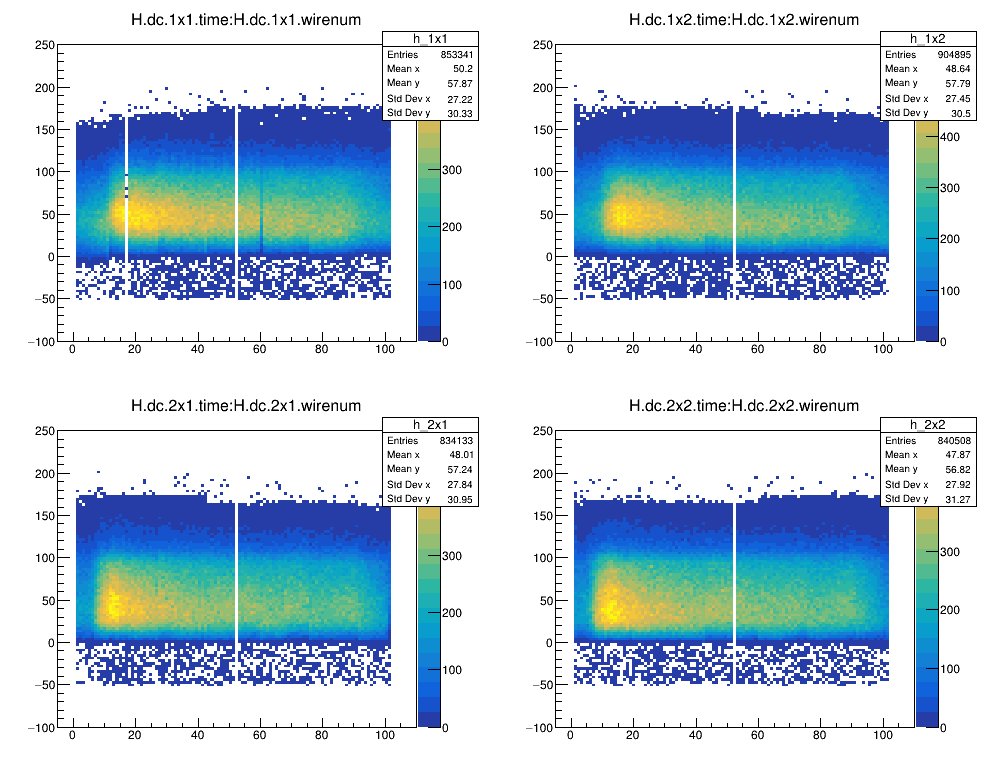 H.dc.1x1.time:H.dc.1x1.wirenum
h_1x1
Entries 853341
Mean x 50.2
Mean y 57.87
Std Dev x 27.22
Std Dev y 30.33
250
200
150
100
50
0
−50
−100
0 20 40 60 80 100
300
200
100
0
H.dc.1x2.time:H.dc.1x2.wirenum
h_1x2
Entries 904895
Mean x 48.64
Mean y 57.79
Std Dev x 27.45
Std Dev y 30.5
250
200
150
100
50
0
−50
−100
0 20 40 60 80 100
400
300
200
100
0
H.dc.2x1.time:H.dc.2x1.wirenum
h_2x1
Entries 834133
Mean x 48.01
Mean y 57.24
Std Dev x 27.84
Std Dev y 30.95
250
200
150
100
50
0
−50
−100
0 20 40 60 80 100
300
200
100
0
H.dc.2x2.time:H.dc.2x2.wirenum
h_2x2
Entries 840508
Mean x 47.87
Mean y 56.82
Std Dev x 27.92
Std Dev y 31.27
250
200
150
100
50
0
−50
−100
0 20 40 60 80 100
300
200
100
0